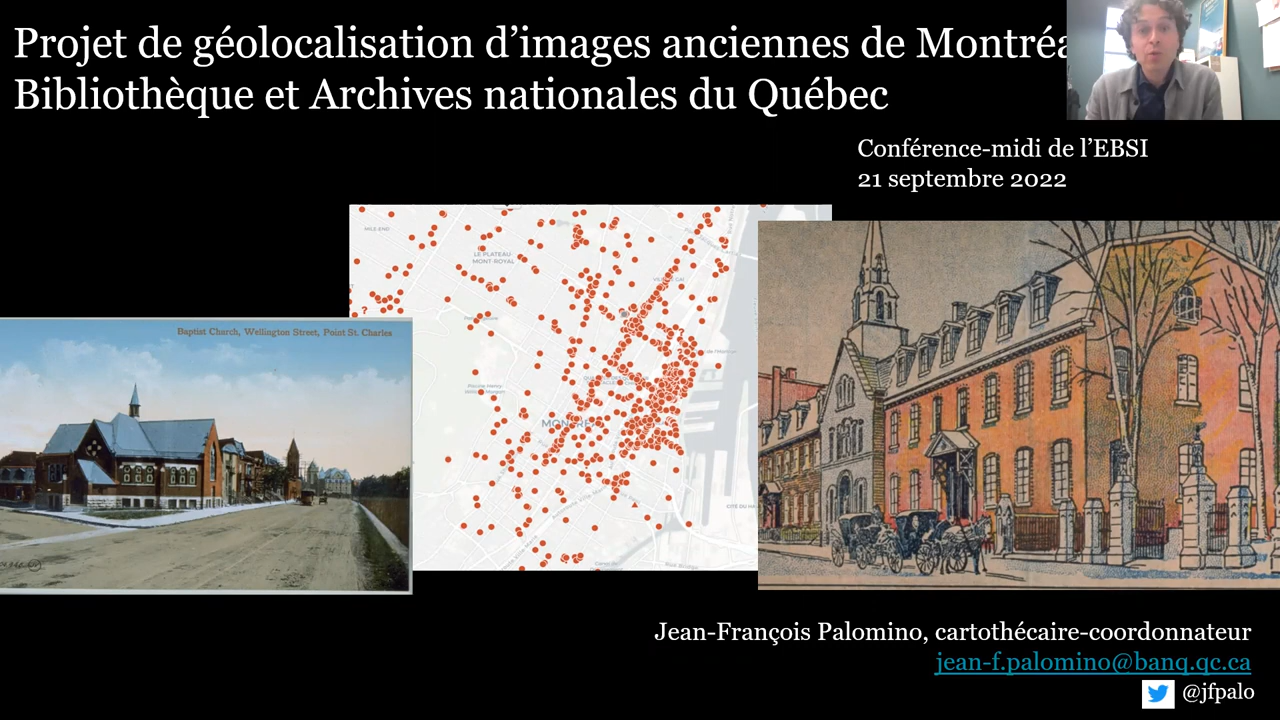 Projet de géolocalisation d’images anciennes de Montréa
Bibliothèque et Archives nationales du Québec
Conférence-midi de l’EBSI
21 septembre 2022
MILE-END
LE PLATEAU-
MONT-ROYAL
?
Baptist Church, Wellington Street, Point St. Charles
Jean-François Palomino, cartothécaire-coordonnateur
jean-f.palomino@banq.qc.ca
@jfpalo